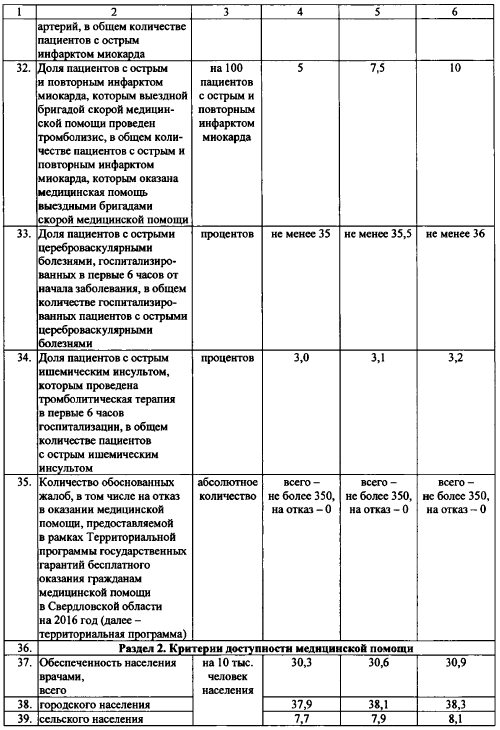 1 2 3 4 5 6
артерий, в общем количестве
пациентов с острым
инфарктом миокарда
32. Доля пациентов с острым на 100 5 7,5 10
и повторным инфарктом пациентов
миокарда, которым выездной с острым и
бригадой скорой медицин- повторным
ской помощи проведен инфарктом
тромболизис, в общем коли- миокарда
честве пациентов с острым и
повторным инфарктом
миокарда, которым оказана
медицинская помощь
выездными бригадами
скорой медицинской помощи
33. Доля пациентов с острыми процентов не менее 35 не менее 35,5 не менее 36
цереброваскулярными
болезнями, госпитализиро-
ванных в первые 6 часов от
начала заболевания, в общем
количестве госпитализиро-
ванных пациентов с острыми
цереброваскулярными
болезнями
34. Доля пациентов с острым процентов 3,0 3,1 3,2
ишемическим инсультом,
которым проведена
тромболитическая терапия
в первые 6 часов
госпитализации, в общем
количестве пациентов
с острым ишемическим
инсультом
35. Количество обоснованных абсолютное всего – всего – всего –
жалоб, в том числе на отказ количество не более 350, не более 350, не более 350,
в оказании медицинской на отказ – 0 на отказ – 0 на отказ – 0
помощи, предоставляемой
в рамках Территориальной
программы государственных
гарантий бесплатного
оказания гражданам
медицинской помощи
в Свердловской области
на 2016 год (далее –
территориальная программа)
36. Раздел 2. Критерии доступности медицинской помощи
37. Обеспеченность населения на 10 тыс. 30,3 30,6 30,9
врачами, человек
всего населения
38. городского населения 37,9 38,1 38,3
39. сельского населения 7,7 7,9 8,1